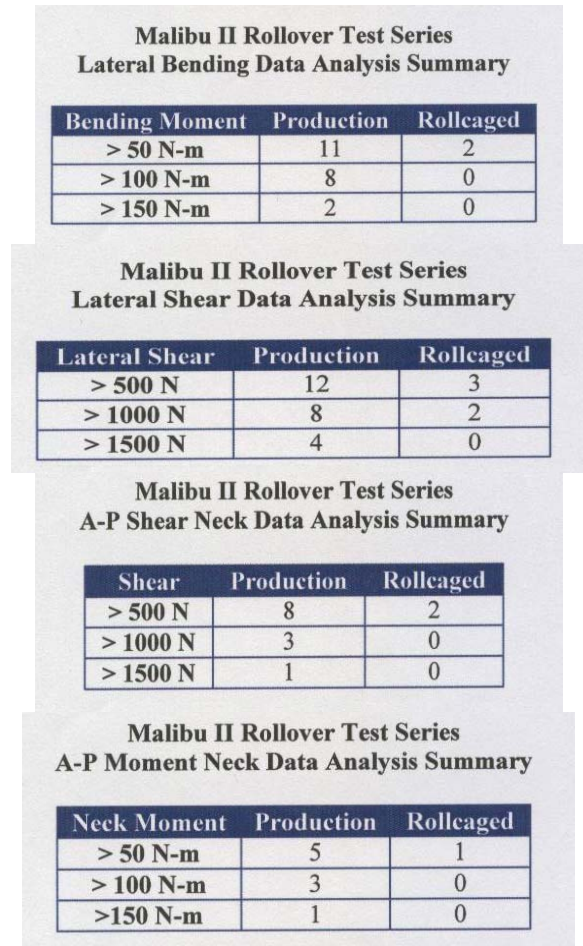 Malibu II Rollover Test Series
Lateral Bending Data Analysis Summary
Bending Moment Production Rollcaged
> 50 N-m 11 2
> 100 N-m 8 0
> 150 N-m 2 0
Malibu II Rollover Test Series
Lateral Shear Data Analysis Summary
Lateral Shear Production Rollcaged
> 500 N 12 3
> 1000 N 8 2
> 1500 N 4 0
Malibu II Rollover Test Series
A-P Shear Neck Data Analysis Summary
Shear Production Rollcaged
> 500 N 8 2
> 1000 N 3 0
> 1500 N 1 0
Malibu II Rollover Test Series
A-P Moment Neck Data Analysis Summary
Neck Moment Production Rollcaged
> 50 N-m 5 1
> 100 N-m 3 0
>150 N-m 1 0